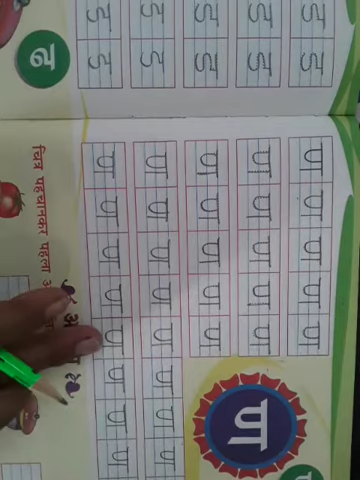 ड ड
ड ड
ड ड
ड ड
ड ड
ढ
ण ण ण ण ण
ण ण ण ण ण
ण ण ण ण ण
ण
ण ण ण ण ण ण ण ण
ण ण ण ण ण ण ण ण
चित्र पहचानकर पहला